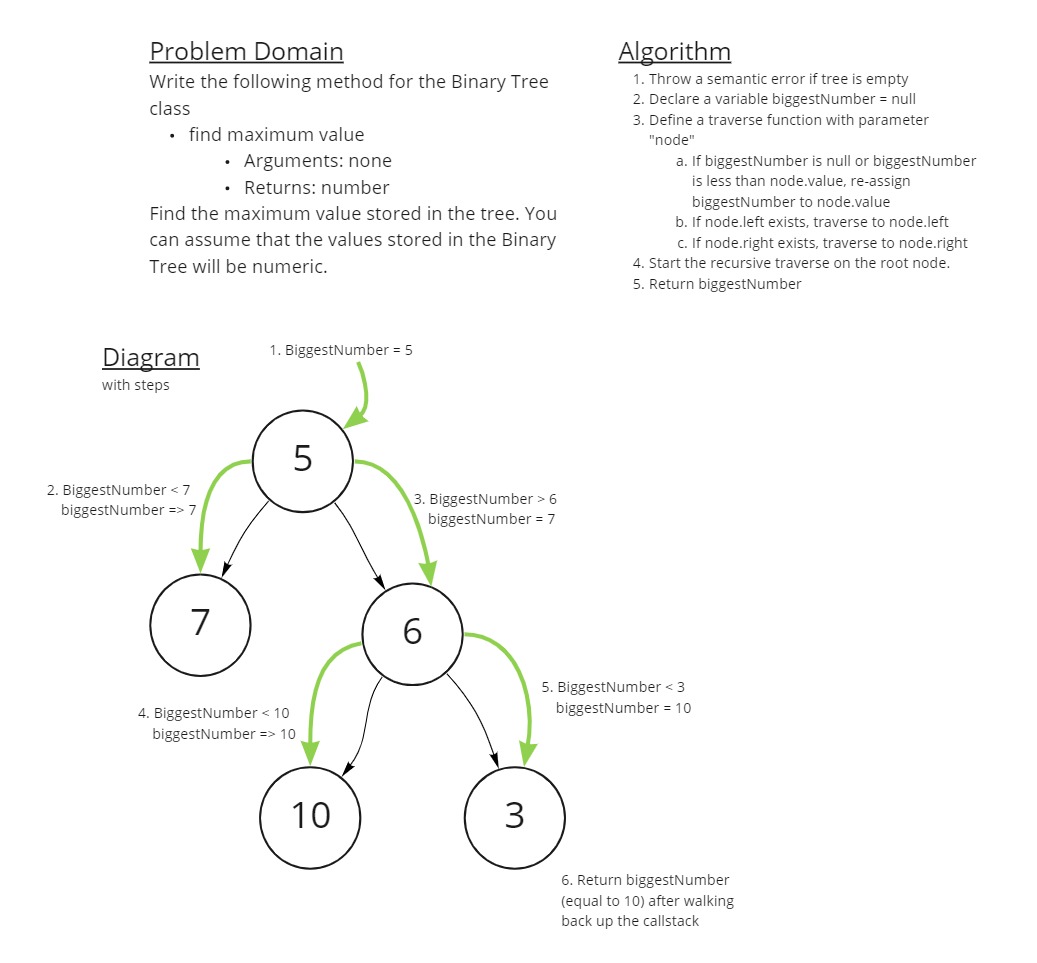 Problem Domain
Write the following method for the Binary Tree
class
• find maximum value
• Arguments: none
• Returns: number
Find the maximum value stored in the tree. You
can assume that the values stored in the Binary
Tree will be numeric.
Algorithm
1. Throw a semantic error if tree is empty
2. Declare a variable biggestNumber = null
3. Define a traverse function with parameter
"node"
a. If biggestNumber is null or biggestNumber
is less than node.value, re-assign
biggestNumber to node.value
b. If node.left exists, traverse to node.left
c. If node.right exists, traverse to node.right
4. Start the recursive traverse on the root node.
5. Return biggestNumber
Diagram
with steps
1. BiggestNumber = 5
5
2. BiggestNumber < 7
biggestNumber => 7
3. BiggestNumber > 6
biggestNumber = 7
7
6
4. BiggestNumber < 10
biggestNumber => 10
5. BiggestNumber < 3
biggestNumber = 10
10
3
6. Return biggestNumber
(equal to 10) after walking
back up the callstack